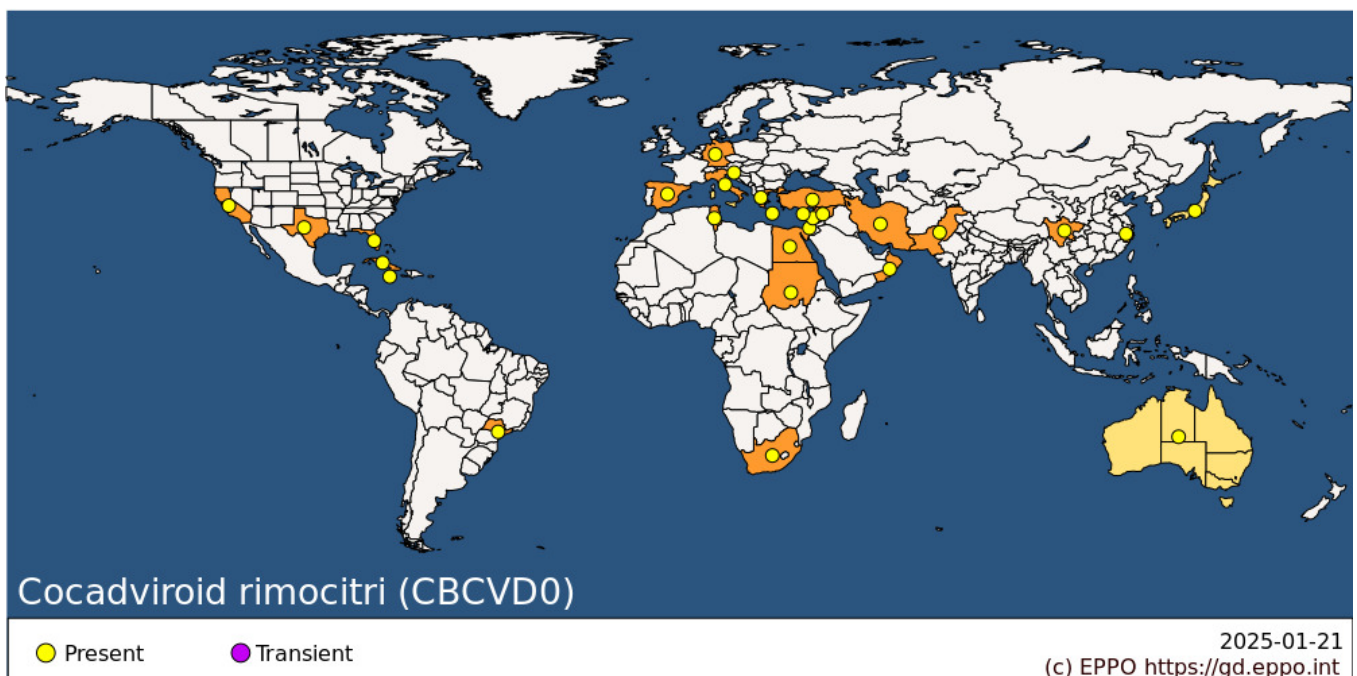 Cocadviroid rimocitri (CBCVD0)
Present
Transient
2025-01-21
(c) EPPO https://gd.eppo.int